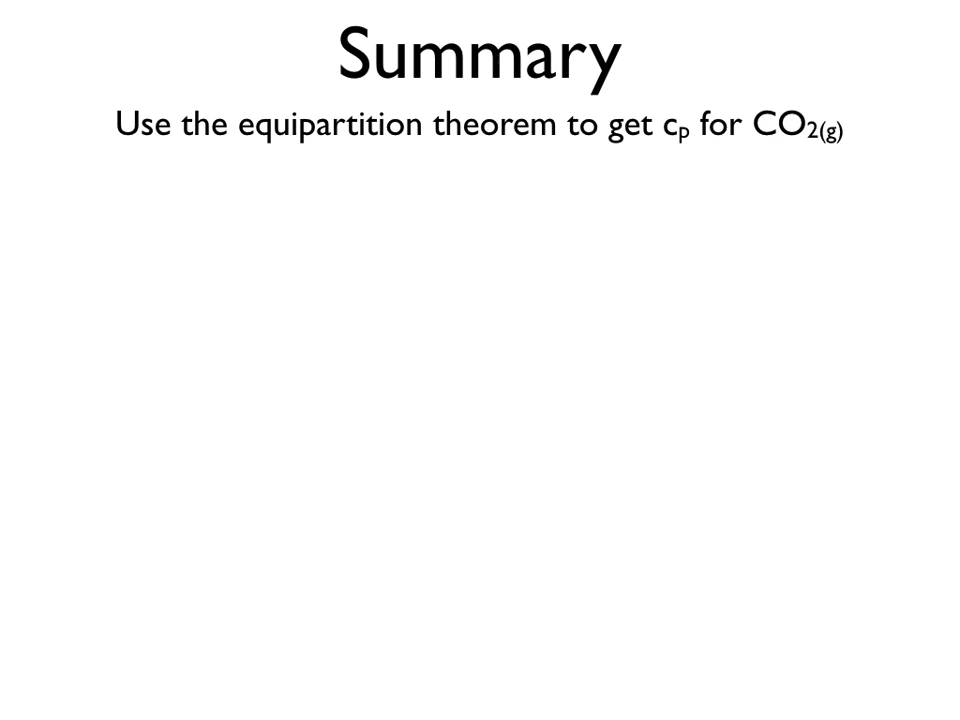 Summary
Use the equipartition theorem to get cₚ for CO₂₍g₎